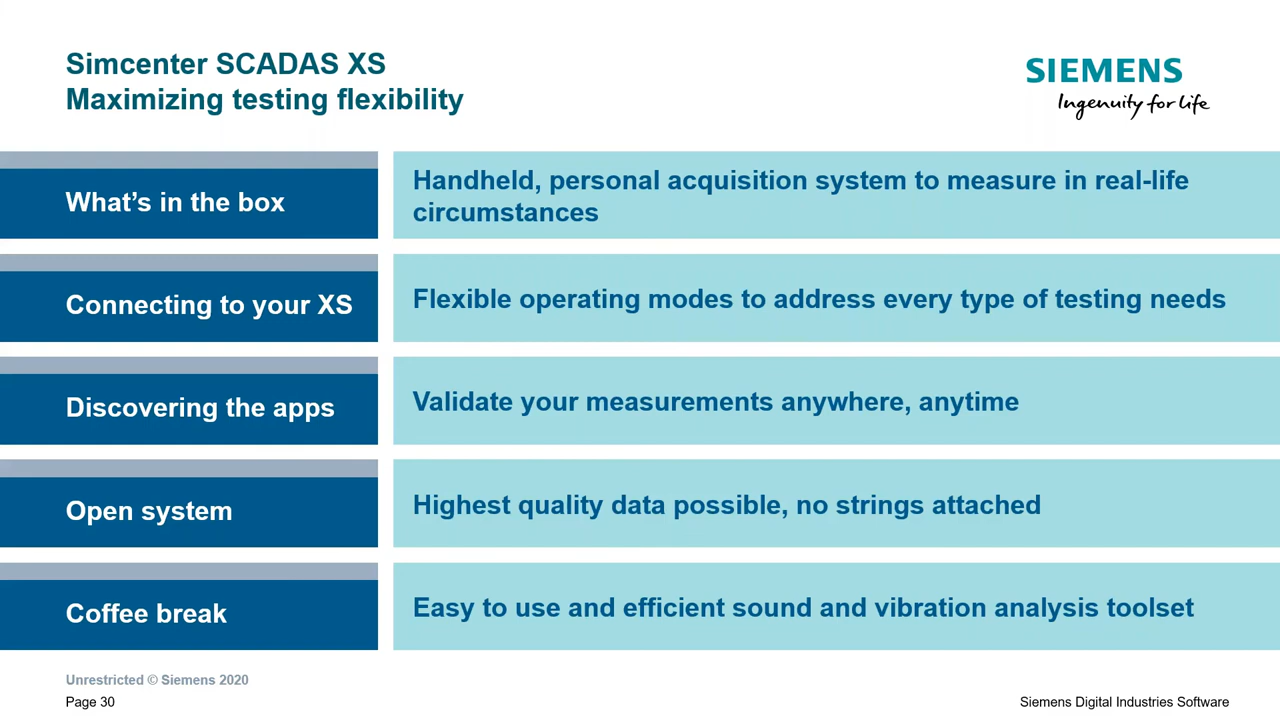 Simcenter SCADAS XS
Maximizing testing flexibility
SIEMENS
Ingenuity for life
What’s in the box
Handheld, personal acquisition system to measure in real-life
circumstances
Connecting to your XS
Flexible operating modes to address every type of testing needs
Discovering the apps
Validate your measurements anywhere, anytime
Open system
Highest quality data possible, no strings attached
Coffee break
Easy to use and efficient sound and vibration analysis toolset
Unrestricted © Siemens 2020
Page 30
Siemens Digital Industries Software